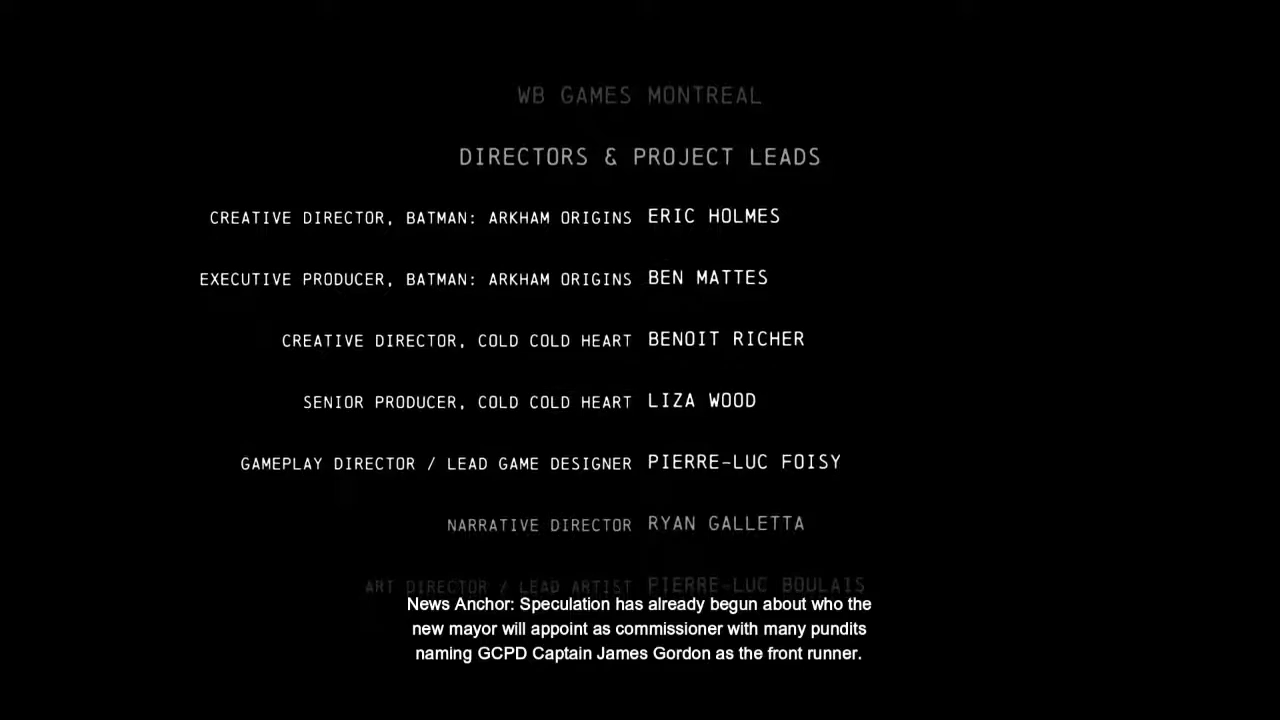 WB GAMES MONTREAL
DIRECTORS & PROJECT LEADS
CREATIVE DIRECTOR, BATMAN: ARKHAM ORIGINS ERIC HOLMES
EXECUTIVE PRODUCER, BATMAN: ARKHAM ORIGINS BEN MATTES
CREATIVE DIRECTOR, COLD COLD HEART BENOIT RICHER
SENIOR PRODUCER, COLD COLD HEART LIZA WOOD
GAMEPLAY DIRECTOR / LEAD GAME DESIGNER PIERRE-LUC FOISY
NARRATIVE DIRECTOR RYAN GALLETTA
ART DIRECTOR / LEAD ARTIST PIERRE-LUC BOULAIS
News Anchor: Speculation has already begun about who the
new mayor will appoint as commissioner with many pundits
naming GCPD Captain James Gordon as the front runner.